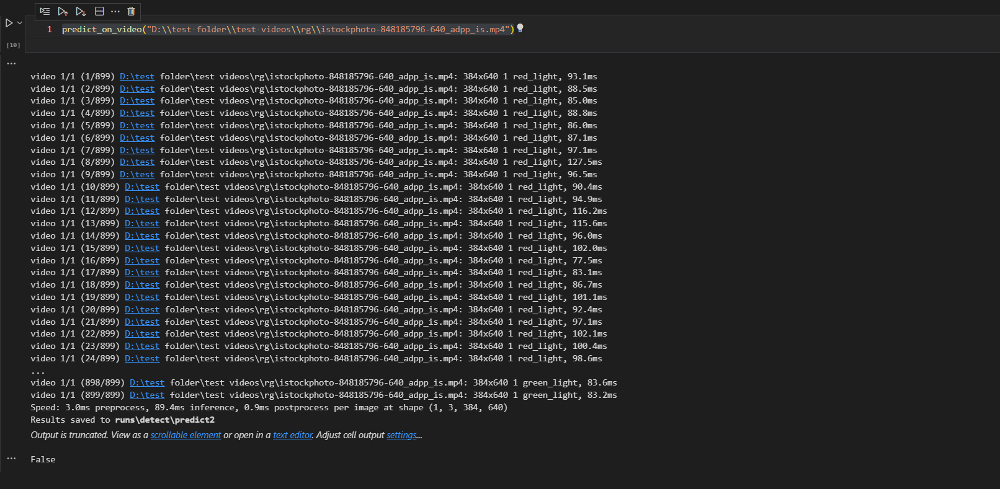 1 predict_on_video("D:\\test folder\\test videos\\rg\\istockphoto-848185796-640_adpp_is.mp4")
[10]
...
video 1/1 (1/899) D:\test folder\test videos\rg\istockphoto-848185796-640_adpp_is.mp4: 384x640 1 red_light, 93.1ms
video 1/1 (2/899) D:\test folder\test videos\rg\istockphoto-848185796-640_adpp_is.mp4: 384x640 1 red_light, 88.5ms
video 1/1 (3/899) D:\test folder\test videos\rg\istockphoto-848185796-640_adpp_is.mp4: 384x640 1 red_light, 85.0ms
video 1/1 (4/899) D:\test folder\test videos\rg\istockphoto-848185796-640_adpp_is.mp4: 384x640 1 red_light, 88.8ms
video 1/1 (5/899) D:\test folder\test videos\rg\istockphoto-848185796-640_adpp_is.mp4: 384x640 1 red_light, 86.0ms
video 1/1 (6/899) D:\test folder\test videos\rg\istockphoto-848185796-640_adpp_is.mp4: 384x640 1 red_light, 87.1ms
video 1/1 (7/899) D:\test folder\test videos\rg\istockphoto-848185796-640_adpp_is.mp4: 384x640 1 red_light, 97.1ms
video 1/1 (8/899) D:\test folder\test videos\rg\istockphoto-848185796-640_adpp_is.mp4: 384x640 1 red_light, 127.5ms
video 1/1 (9/899) D:\test folder\test videos\rg\istockphoto-848185796-640_adpp_is.mp4: 384x640 1 red_light, 96.5ms
video 1/1 (10/899) D:\test folder\test videos\rg\istockphoto-848185796-640_adpp_is.mp4: 384x640 1 red_light, 90.4ms
video 1/1 (11/899) D:\test folder\test videos\rg\istockphoto-848185796-640_adpp_is.mp4: 384x640 1 red_light, 94.9ms
video 1/1 (12/899) D:\test folder\test videos\rg\istockphoto-848185796-640_adpp_is.mp4: 384x640 1 red_light, 116.2ms
video 1/1 (13/899) D:\test folder\test videos\rg\istockphoto-848185796-640_adpp_is.mp4: 384x640 1 red_light, 115.6ms
video 1/1 (14/899) D:\test folder\test videos\rg\istockphoto-848185796-640_adpp_is.mp4: 384x640 1 red_light, 96.0ms
video 1/1 (15/899) D:\test folder\test videos\rg\istockphoto-848185796-640_adpp_is.mp4: 384x640 1 red_light, 102.0ms
video 1/1 (16/899) D:\test folder\test videos\rg\istockphoto-848185796-640_adpp_is.mp4: 384x640 1 red_light, 77.5ms
video 1/1 (17/899) D:\test folder\test videos\rg\istockphoto-848185796-640_adpp_is.mp4: 384x640 1 red_light, 83.1ms
video 1/1 (18/899) D:\test folder\test videos\rg\istockphoto-848185796-640_adpp_is.mp4: 384x640 1 red_light, 86.7ms
video 1/1 (19/899) D:\test folder\test videos\rg\istockphoto-848185796-640_adpp_is.mp4: 384x640 1 red_light, 101.1ms
video 1/1 (20/899) D:\test folder\test videos\rg\istockphoto-848185796-640_adpp_is.mp4: 384x640 1 red_light, 92.4ms
video 1/1 (21/899) D:\test folder\test videos\rg\istockphoto-848185796-640_adpp_is.mp4: 384x640 1 red_light, 97.1ms
video 1/1 (22/899) D:\test folder\test videos\rg\istockphoto-848185796-640_adpp_is.mp4: 384x640 1 red_light, 102.1ms
video 1/1 (23/899) D:\test folder\test videos\rg\istockphoto-848185796-640_adpp_is.mp4: 384x640 1 red_light, 100.4ms
video 1/1 (24/899) D:\test folder\test videos\rg\istockphoto-848185796-640_adpp_is.mp4: 384x640 1 red_light, 98.6ms
...
video 1/1 (898/899) D:\test folder\test videos\rg\istockphoto-848185796-640_adpp_is.mp4: 384x640 1 green_light, 83.6ms
video 1/1 (899/899) D:\test folder\test videos\rg\istockphoto-848185796-640_adpp_is.mp4: 384x640 1 green_light, 83.2ms
Speed: 3.0ms preprocess, 89.4ms inference, 0.9ms postprocess per image at shape (1, 3, 384, 640)
Results saved to runs\detect\predict2
Output is truncated. View as a scrollable element or open in a text editor. Adjust cell output settings...
... False